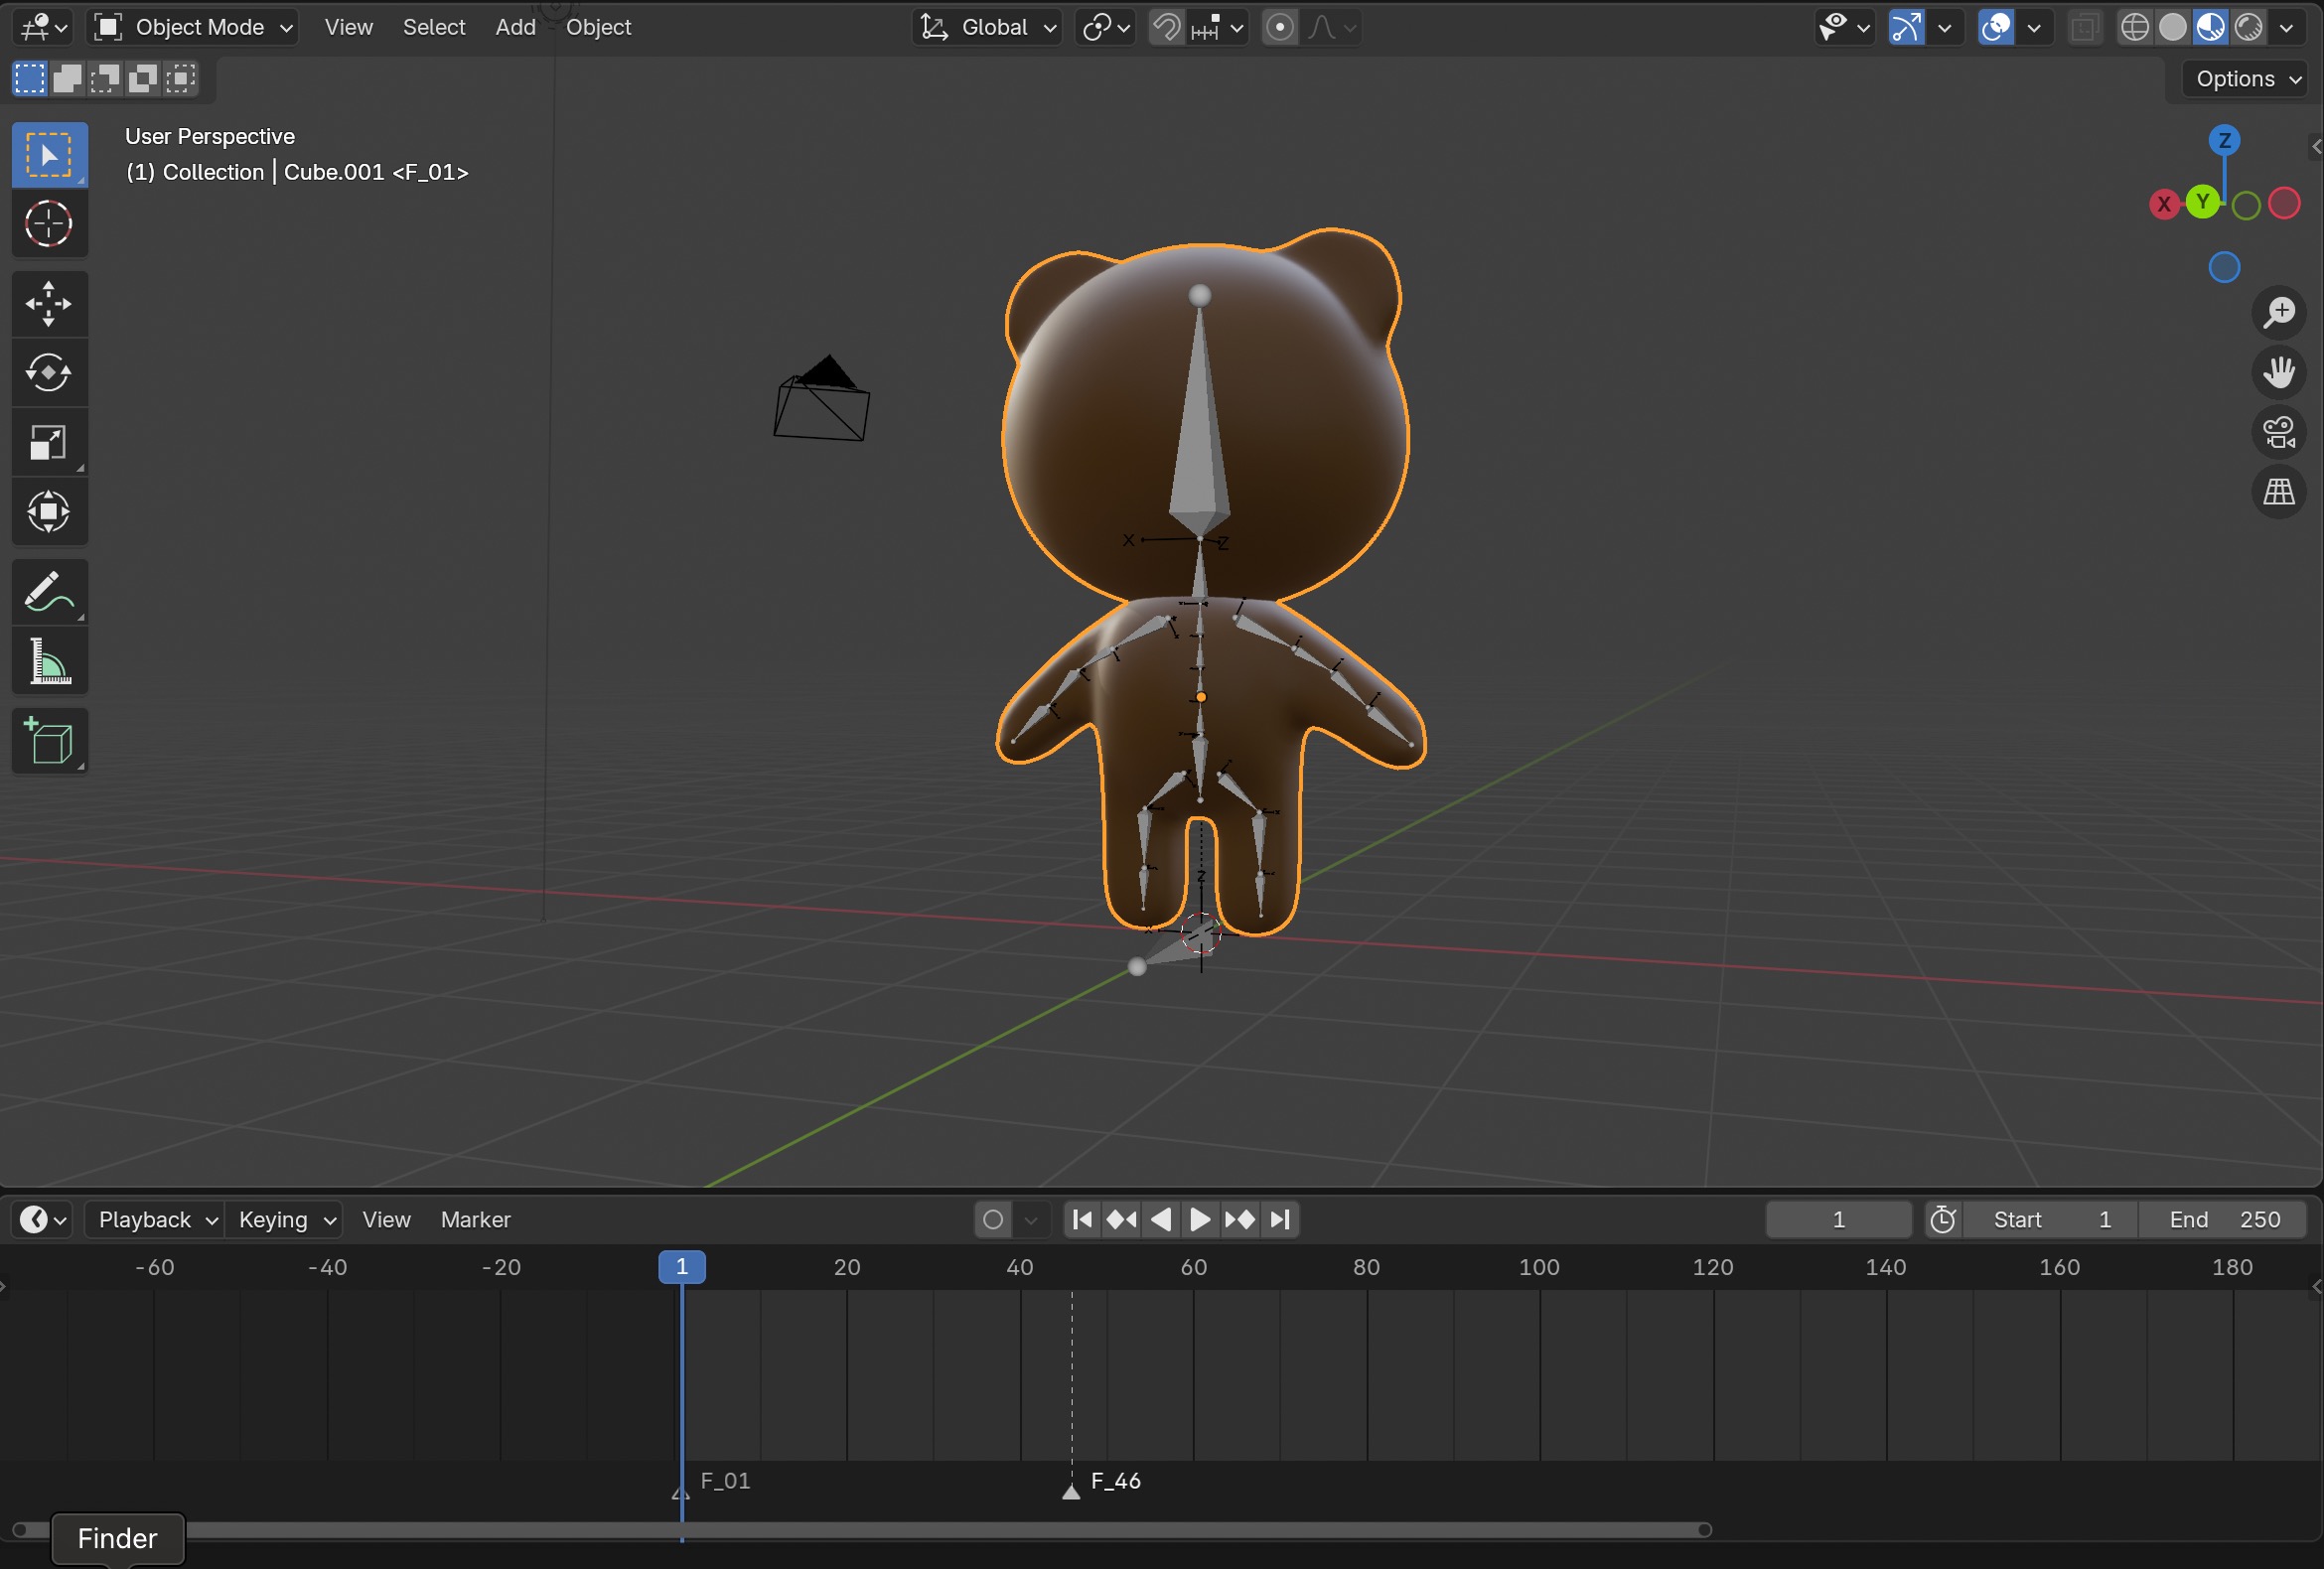 Object Mode View Select Add Object Global
Options
User Perspective
(1) Collection | Cube.001 <F_01>
Z
X Y
X Z
Z
Playback Keying View Marker 1 Start 1 End 250
-60 -40 -20 1 20 40 60 80 100 120 140 160 180
F_01 F_46
Finder